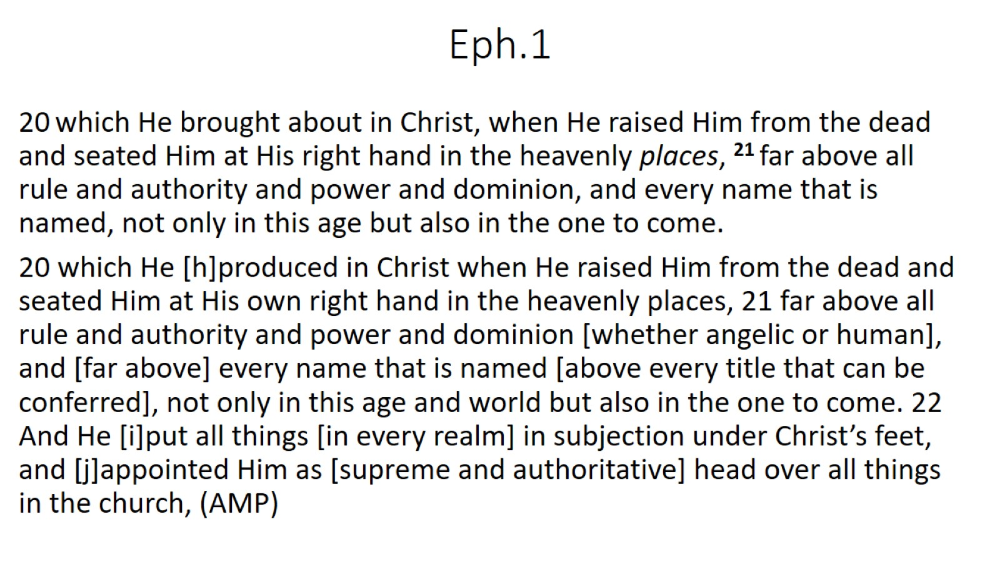 Eph.1
20 which He brought about in Christ, when He raised Him from the dead
and seated Him at His right hand in the heavenly places, 21 far above all
rule and authority and power and dominion, and every name that is
named, not only in this age but also in the one to come.
20 which He [h]produced in Christ when He raised Him from the dead and
seated Him at His own right hand in the heavenly places, 21 far above all
rule and authority and power and dominion [whether angelic or human],
and [far above] every name that is named [above every title that can be
conferred], not only in this age and world but also in the one to come. 22
And He [i]put all things [in every realm] in subjection under Christ’s feet,
and [j]appointed Him as [supreme and authoritative] head over all things
in the church, (AMP)